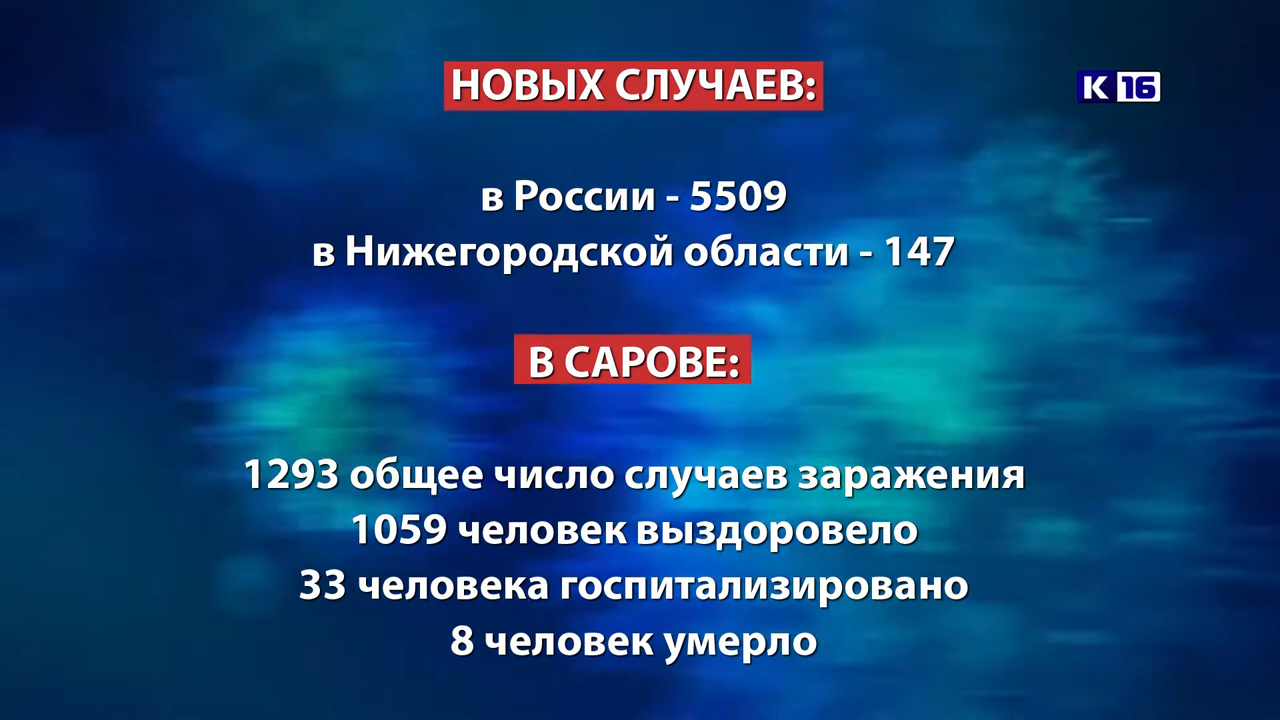 НОВЫХ СЛУЧАЕВ:
К 16
в России - 5509
в Нижегородской области - 147
В САРОВЕ:
1293 общее число случаев заражения
1059 человек выздоровело
33 человека госпитализировано
8 человек умерло